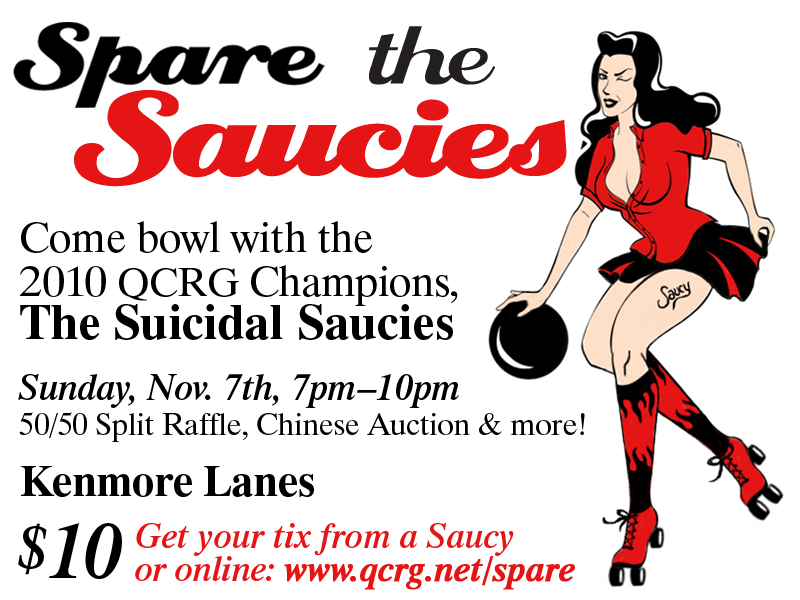 Spare the
Saucies
Come bowl with the
2010 QCRG Champions,
The Suicidal Saucies
Saucy
Sunday, Nov. 7th, 7pm–10pm
50/50 Split Raffle, Chinese Auction & more!
Kenmore Lanes
$10 Get your tix from a Saucy
or online: www.qcrg.net/spare